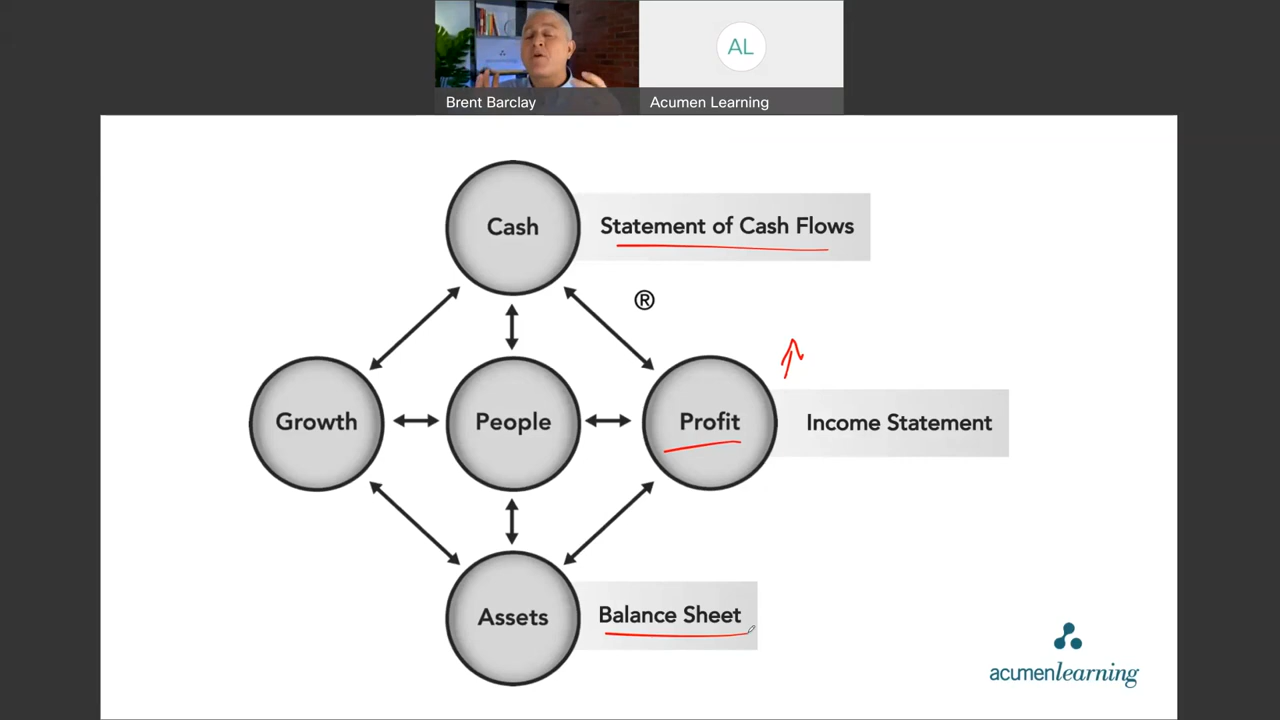 AL
Brent Barclay
Acumen Learning
Cash
Statement of Cash Flows
®
Growth
People
Profit
Income Statement
Assets
Balance Sheet
acumenlearning